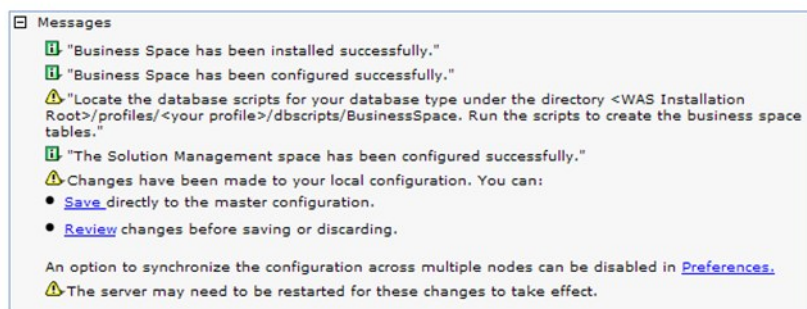 Messages
"Business Space has been installed successfully."
"Business Space has been configured successfully."
"Locate the database scripts for your database type under the directory <WAS Installation
Root>/profiles/<your profile>/dbscripts/BusinessSpace. Run the scripts to create the business space
tables."
"The Solution Management space has been configured successfully."
Changes have been made to your local configuration. You can:
● Save directly to the master configuration.
● Review changes before saving or discarding.
An option to synchronize the configuration across multiple nodes can be disabled in Preferences.
The server may need to be restarted for these changes to take effect.